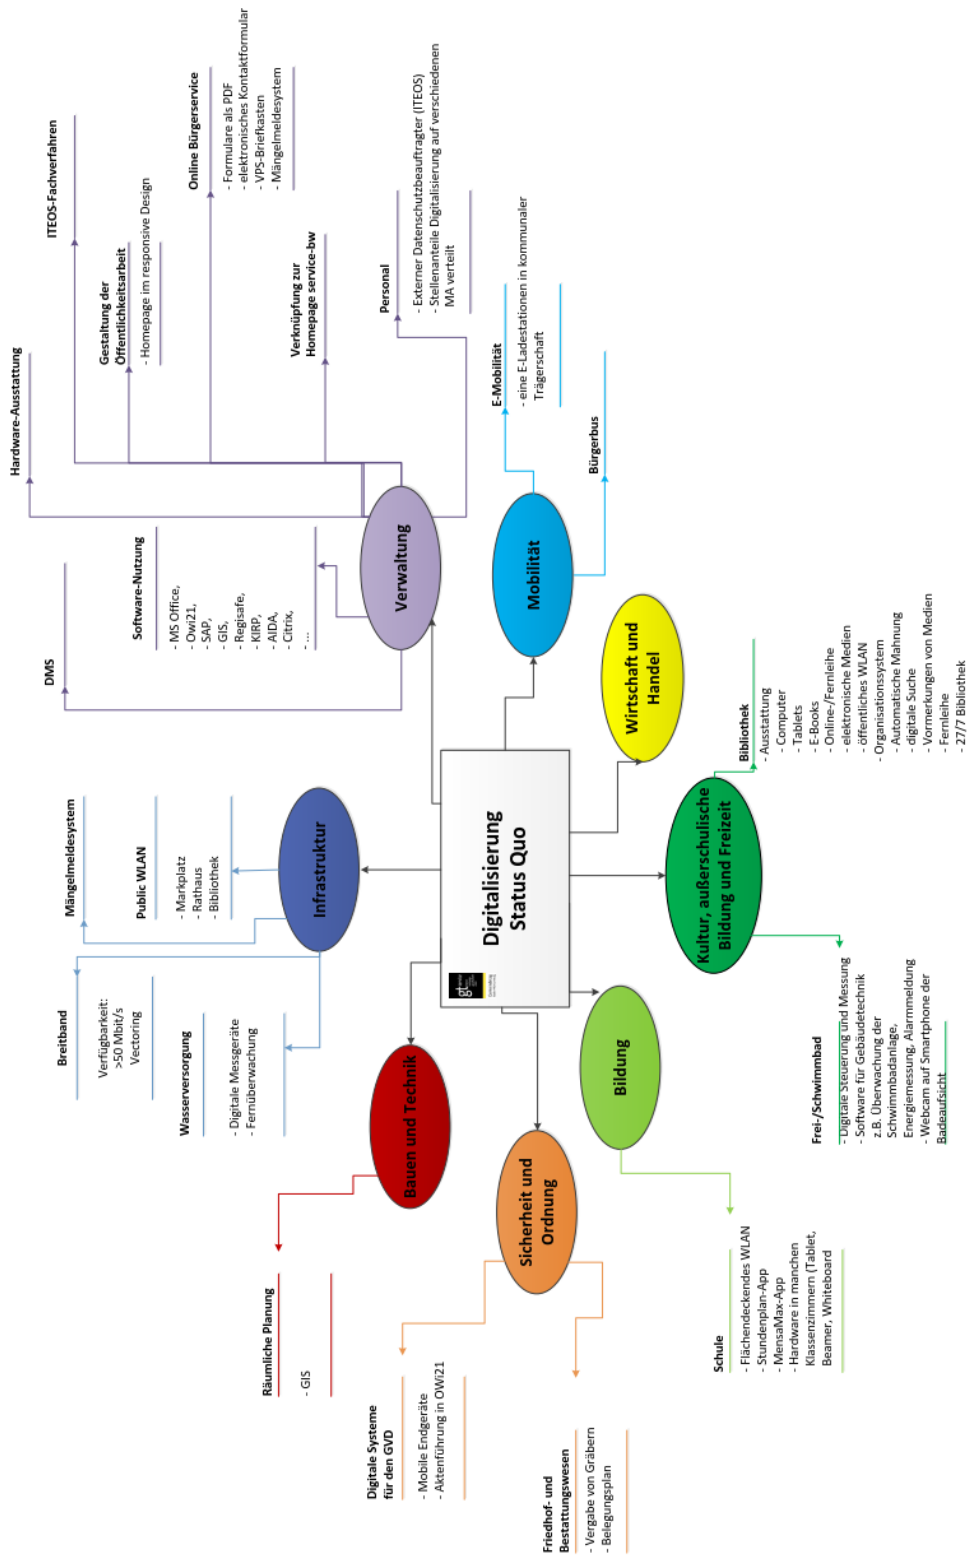 Digitalisierung
Status Quo
gt
Verwaltung
DMS
Software-Nutzung
- MS Office,
- Owi21,
- SAP,
- GIS,
- Regisafe,
- KIRP,
- AIDA,
- Citrix,
- ...
Hardware-Ausstattung
ITEOS-Fachverfahren
Gestaltung der
Öffentlichkeitsarbeit
- Homepage im responsive Design
Online Bürgerservice
- Formulare als PDF
- elektronisches Kontaktformular
- VPS-Briefkasten
- Mängelmeldesystem
Verknüpfung zur
Homepage service-bw
Personal
- Externer Datenschutzbeauftragter (ITEOS)
- Stellenanteile Digitalisierung auf verschiedenen
MA verteilt
Mobilität
E-Mobilität
- eine E-Ladestationen in kommunaler
Trägerschaft
Bürgerbus
Wirtschaft und
Handel
Kultur, außerschulische
Bildung und Freizeit
Bibliothek
- Ausstattung
- Computer
- Tablets
- E-Books
- Online-/Fernleihe
- elektronische Medien
- öffentliches WLAN
- Organisationssystem
- Automatische Mahnung
- digitale Suche
- Vormerkungen von Medien
- Fernleihe
- 27/7 Bibliothek
Frei-/Schwimmbad
- Digitale Steuerung und Messung
- Software für Gebäudetechnik
z.B. Überwachung der
Schwimmbadanlage,
Energiemessung, Alarmmeldung
- Webcam auf Smartphone der
Badeaufsicht
Bildung
Schule
- Flächendeckendes WLAN
- Stundenplan-App
- MensaMax-App
- Hardware in manchen
Klassenzimmern (Tablet,
Beamer, Whiteboard
Sicherheit und
Ordnung
Digitale Systeme
für den GVD
- Mobile Endgeräte
- Aktenführung in OWi21
Friedhof- und
Bestattungswesen
- Vergabe von Gräbern
- Belegungsplan
Bauen und Technik
Räumliche Planung
- GIS
Infrastruktur
Mängelmeldesystem
Public WLAN
- Markplatz
- Rathaus
- Bibliothek
Breitband
Verfügbarkeit:
>50 Mbit/s
Vectoring
Wasserversorgung
- Digitale Messgeräte
- Fernüberwachung